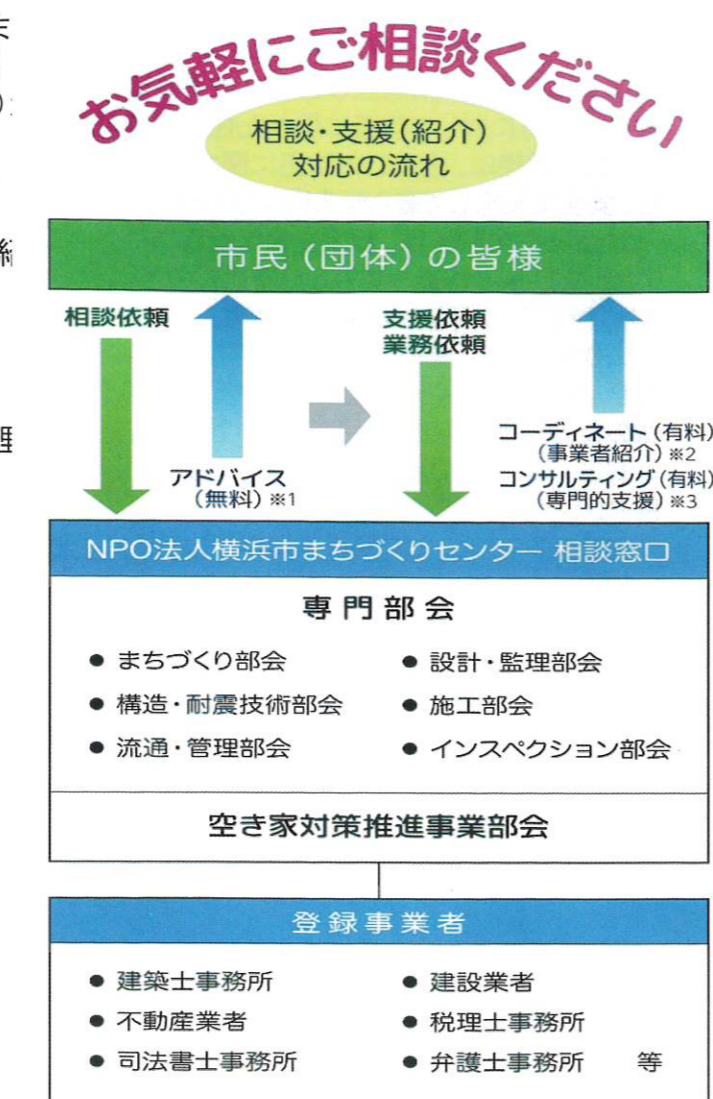 お気軽にご相談ください
相談・支援（紹介）
対応の流れ
市民（団体）の皆様
相談依頼
アドバイス
（無料）※1
支援依頼
業務依頼
コーディネート（有料）
（事業者紹介）※2
コンサルティング（有料）
（専門的支援）※3
NPO法人横浜市まちづくりセンター 相談窓口
専門部会
● まちづくり部会
● 設計・監理部会
● 構造・耐震技術部会
● 施工部会
● 流通・管理部会
● インスペクション部会
空き家対策推進事業部会
登録事業者
● 建築士事務所
● 建設業者
● 不動産業者
● 税理士事務所
● 司法書士事務所
● 弁護士事務所 等